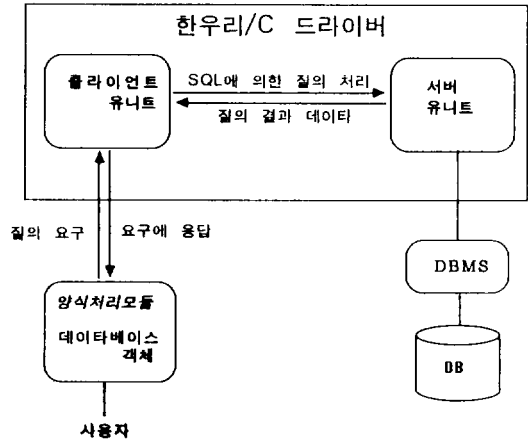 한우리/C 드라이버
클라이언트
유니트
SQL에 의한 질의 처리
질의 결과 데이타
서버
유니트
질의 요구
요구에 응답
양식처리모듈
데이타베이스
객체
사용자
DBMS
DB